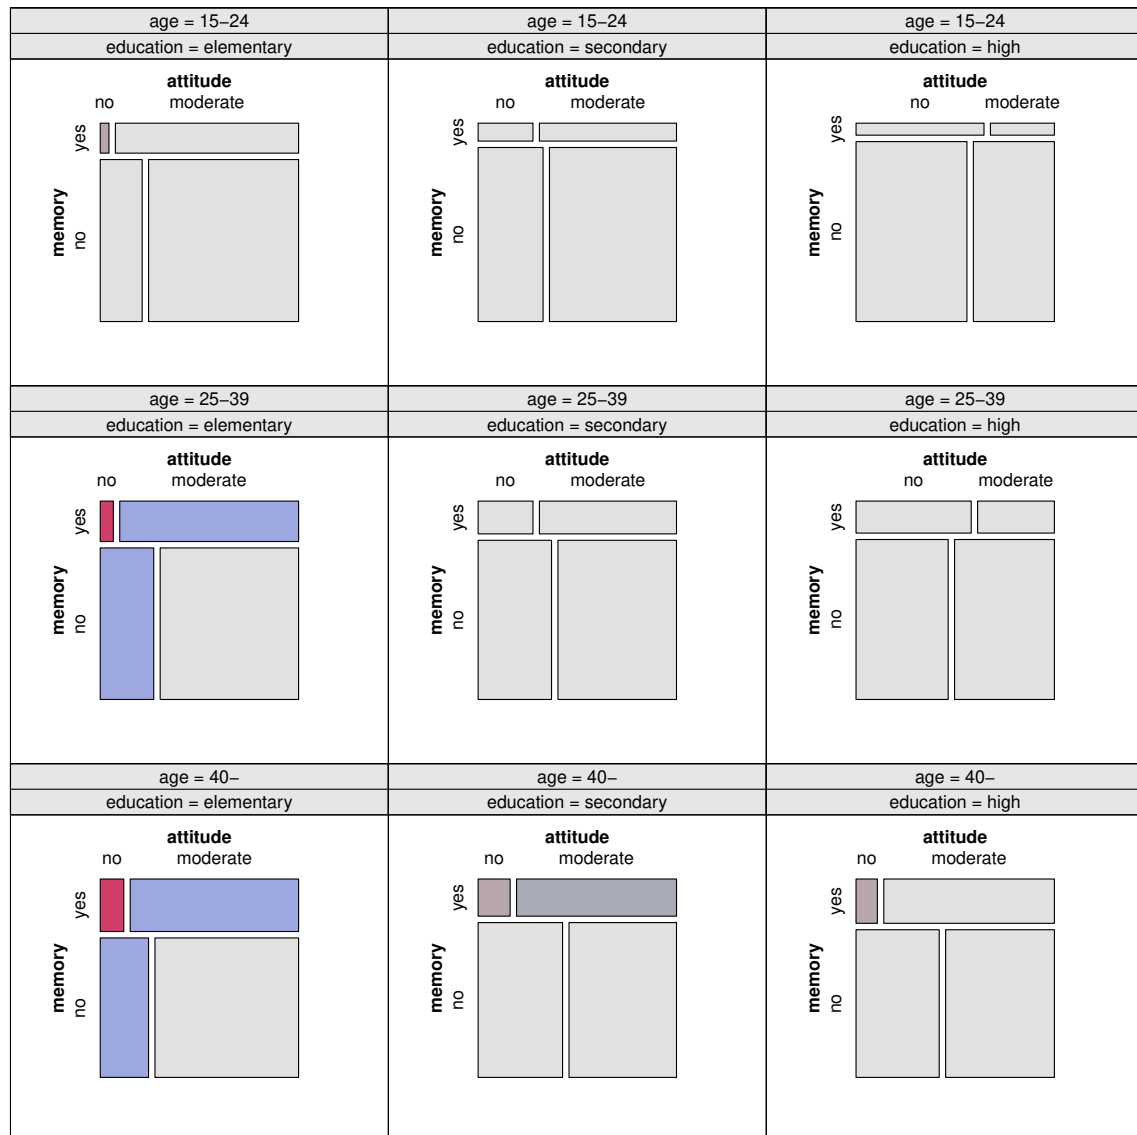 age = 15−24
age = 15−24
age = 15−24
education = elementary
education = secondary
education = high
attitude
no moderate
memory
yes
no
attitude
no moderate
memory
yes
no
attitude
no moderate
memory
yes
no
age = 25−39
age = 25−39
age = 25−39
education = elementary
education = secondary
education = high
attitude
no moderate
memory
yes
no
attitude
no moderate
memory
yes
no
attitude
no moderate
memory
yes
no
age = 40−
age = 40−
age = 40−
education = elementary
education = secondary
education = high
attitude
no moderate
memory
yes
no
attitude
no moderate
memory
yes
no
attitude
no moderate
memory
yes
no